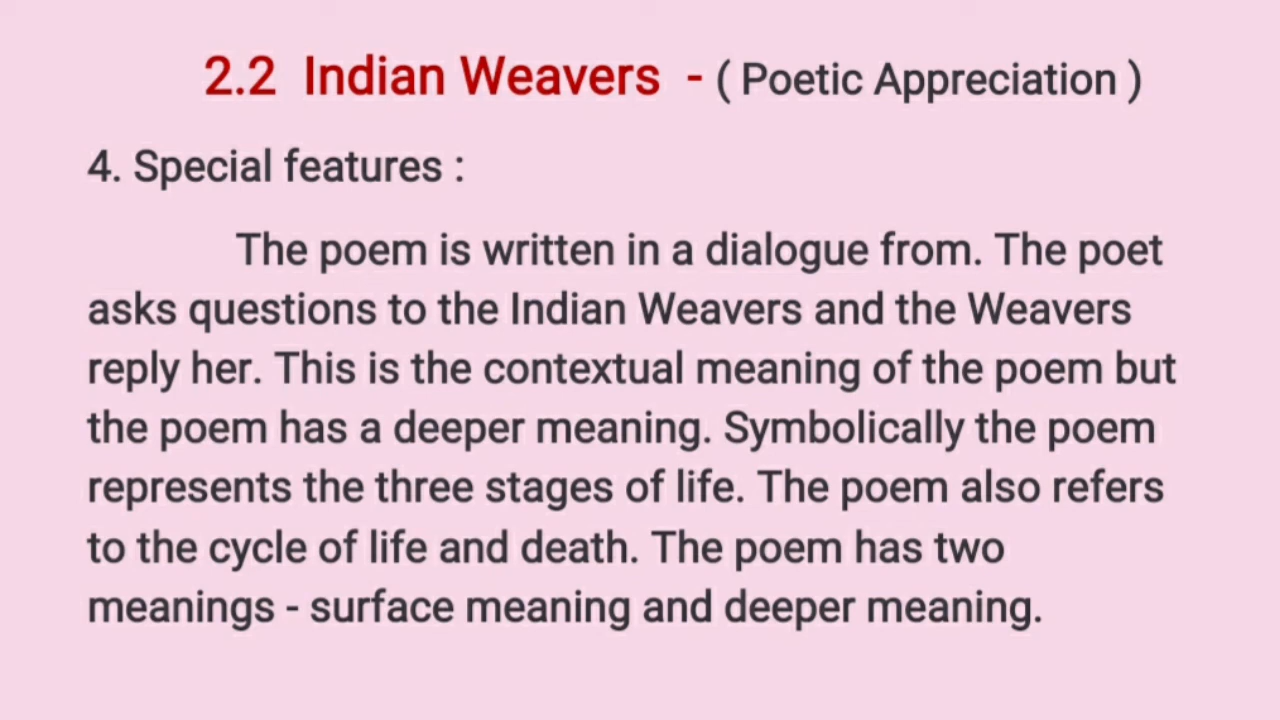 2.2 Indian Weavers - ( Poetic Appreciation )
4. Special features :
The poem is written in a dialogue from. The poet
asks questions to the Indian Weavers and the Weavers
reply her. This is the contextual meaning of the poem but
the poem has a deeper meaning. Symbolically the poem
represents the three stages of life. The poem also refers
to the cycle of life and death. The poem has two
meanings - surface meaning and deeper meaning.